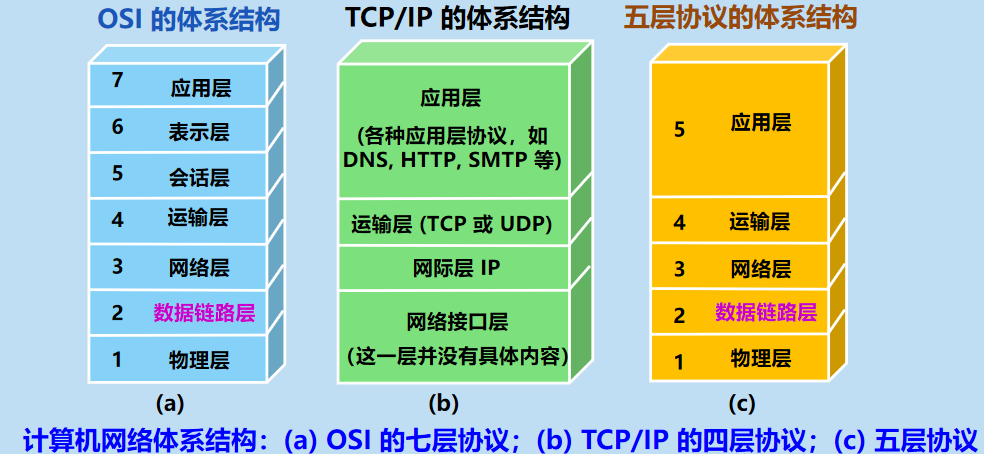 OSI 的体系结构
TCP/IP 的体系结构
五层协议的体系结构
7 应用层
6 表示层
5 会话层
4 运输层
3 网络层
2 数据链路层
1 物理层
(a)
应用层
(各种应用层协议，如
DNS, HTTP, SMTP 等)
运输层 (TCP 或 UDP)
网际层 IP
网络接口层
（这一层并没有具体内容）
(b)
5 应用层
4 运输层
3 网络层
2 数据链路层
1 物理层
(c)
计算机网络体系结构：(a) OSI 的七层协议；(b) TCP/IP 的四层协议；(c) 五层协议